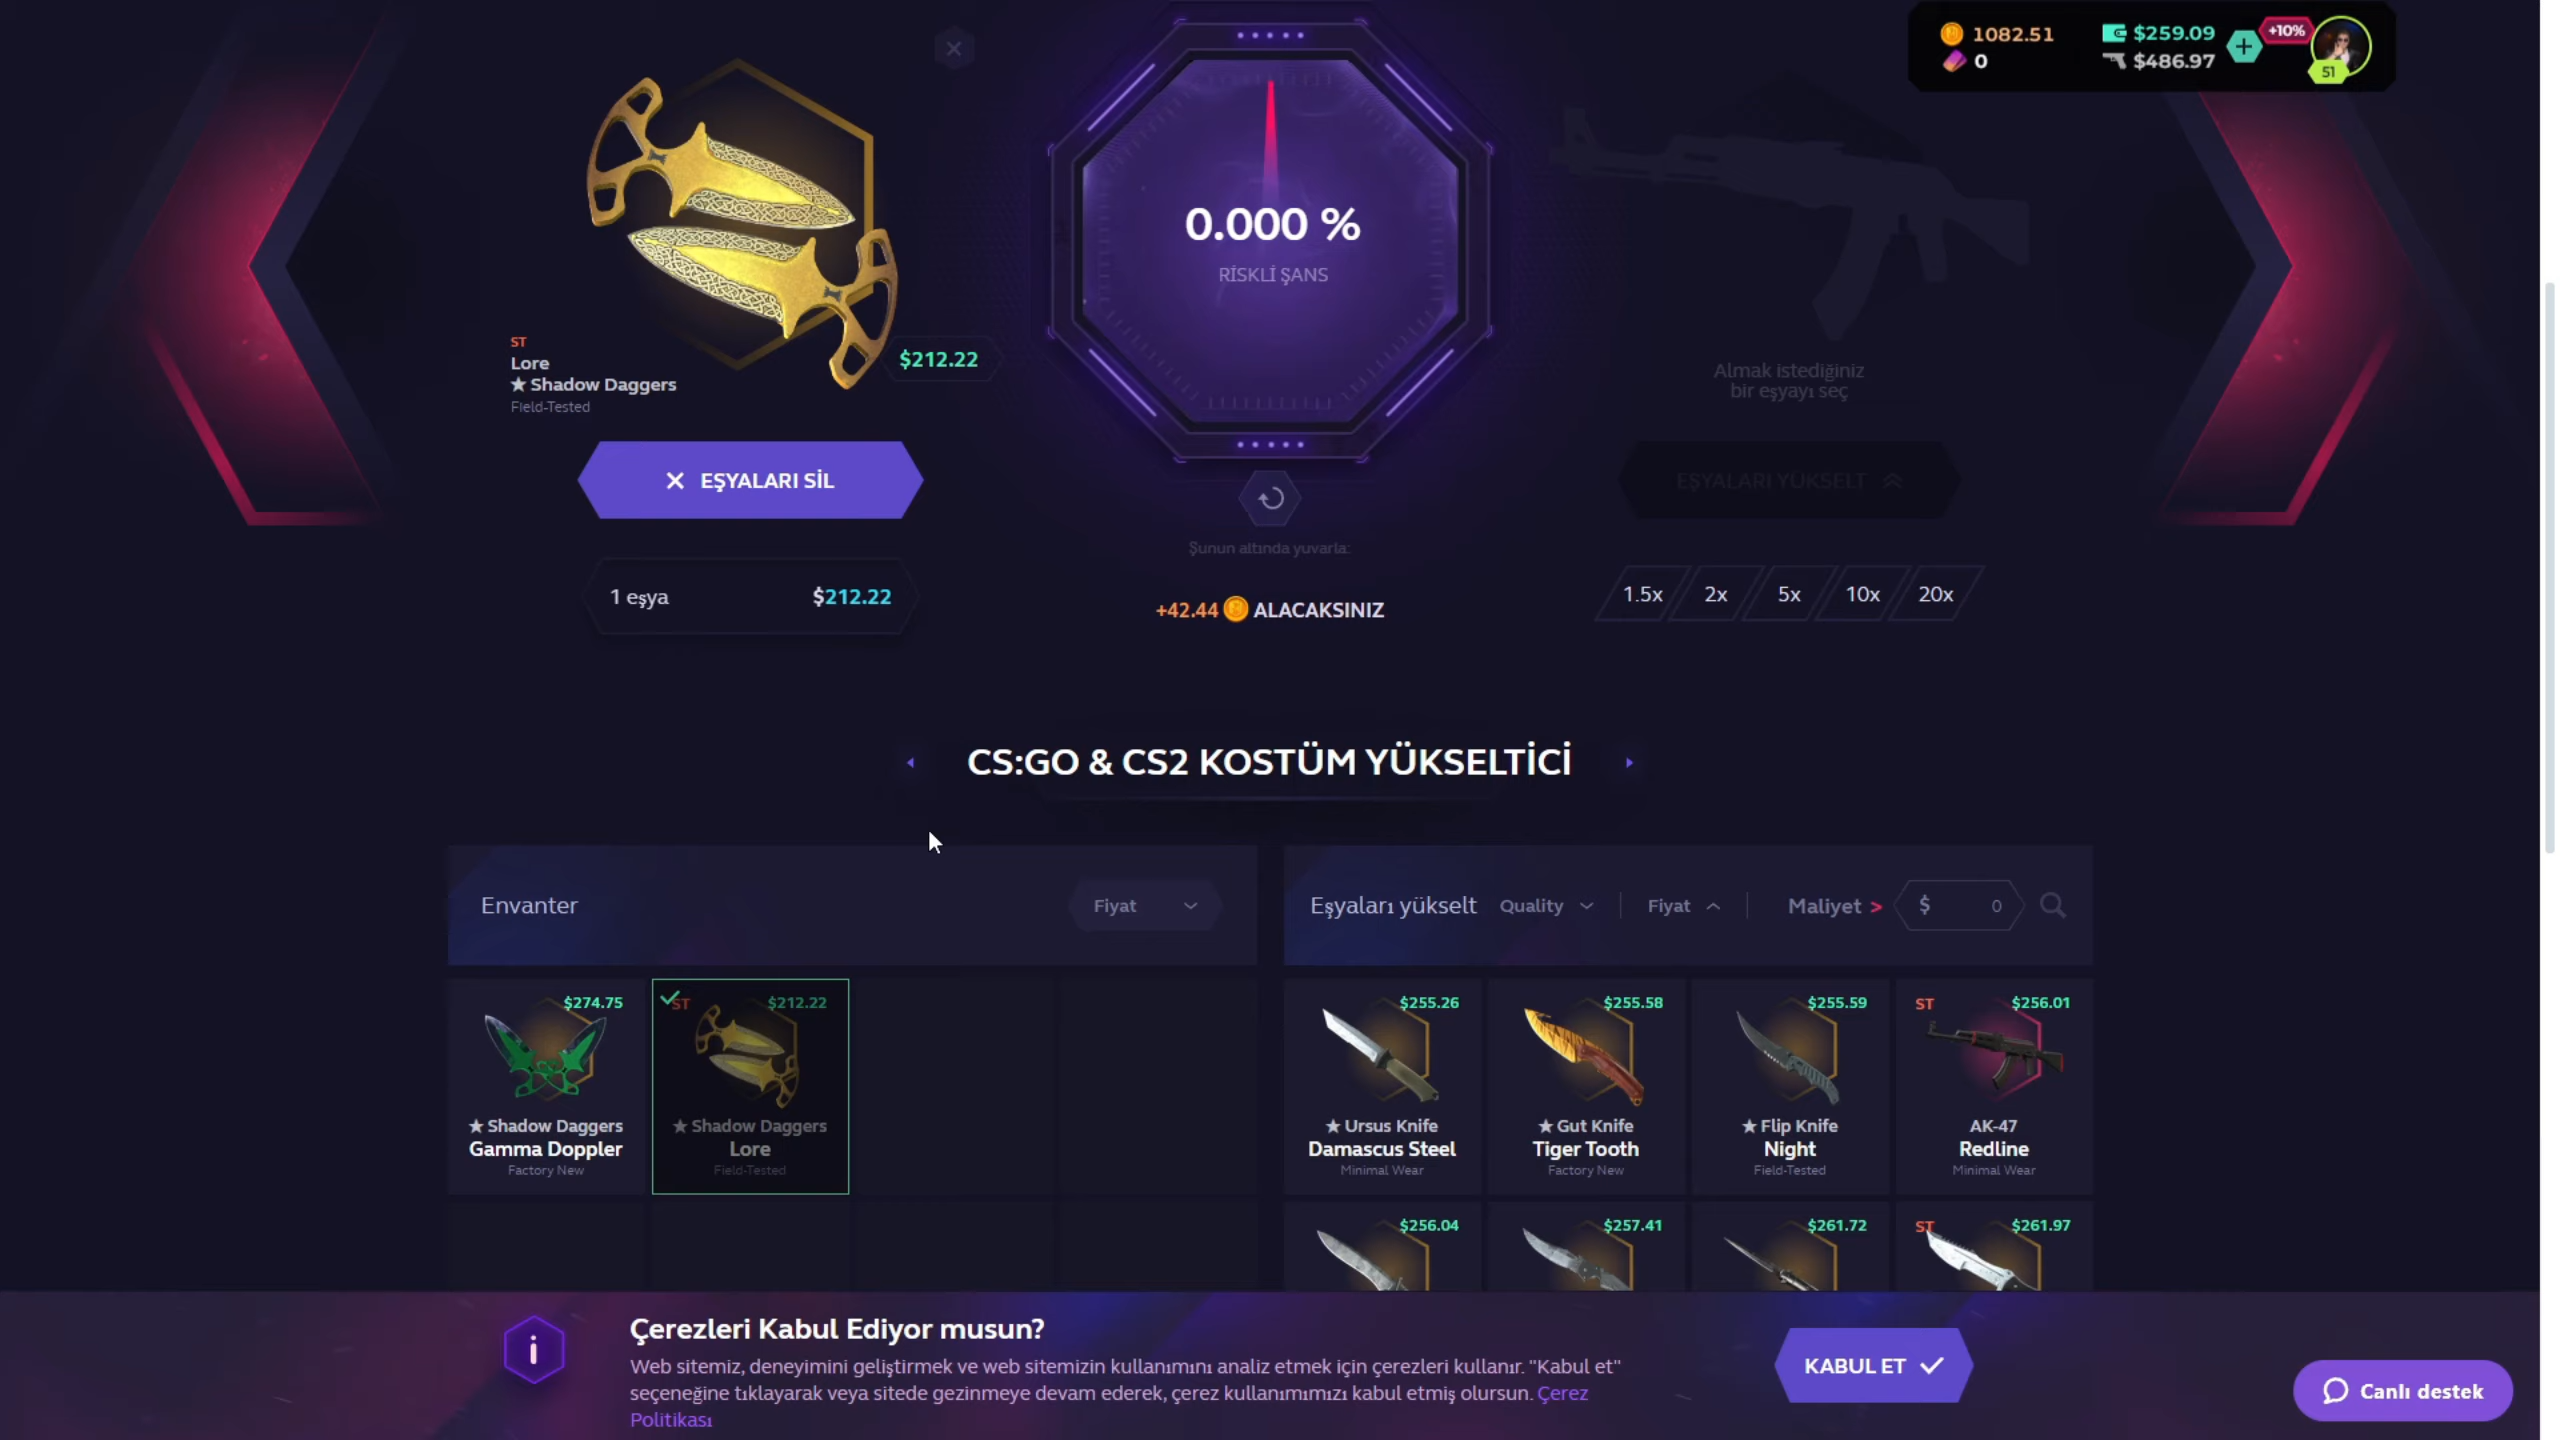 1082.51
$259.09
+10%
0
$486.97
51
0.000 %
RİSKLİ ŞANS
ST
Lore
★ Shadow Daggers
Field-Tested
$212.22
Almak istediğiniz
bir eşyayı seç
✕ EŞYALARI SİL
EŞYALARI YÜKSELT
Şunun altında yuvarla:
1 eşya $212.22
+42.44 ALACAKSINIZ
1.5x 2x 5x 10x 20x
CS:GO & CS2 KOSTÜM YÜKSELTİCİ
Envanter Fiyat
Eşyaları yükselt Quality Fiyat Maliyet > $ 0
$274.75
★ Shadow Daggers
Gamma Doppler
Factory New
ST $212.22
★ Shadow Daggers
Lore
Field-Tested
$255.26
★ Ursus Knife
Damascus Steel
Minimal Wear
$255.58
★ Gut Knife
Tiger Tooth
Factory New
$255.59
★ Flip Knife
Night
Field-Tested
ST $256.01
AK-47
Redline
Minimal Wear
$256.04
$257.41
$261.72
ST $261.97
Çerezleri Kabul Ediyor musun?
Web sitemiz, deneyimini geliştirmek ve web sitemizin kullanımını analiz etmek için çerezleri kullanır. "Kabul et"
seçeneğine tıklayarak veya sitede gezinmeye devam ederek, çerez kullanımımızı kabul etmiş olursun. Çerez
Politikası
KABUL ET
Canlı destek